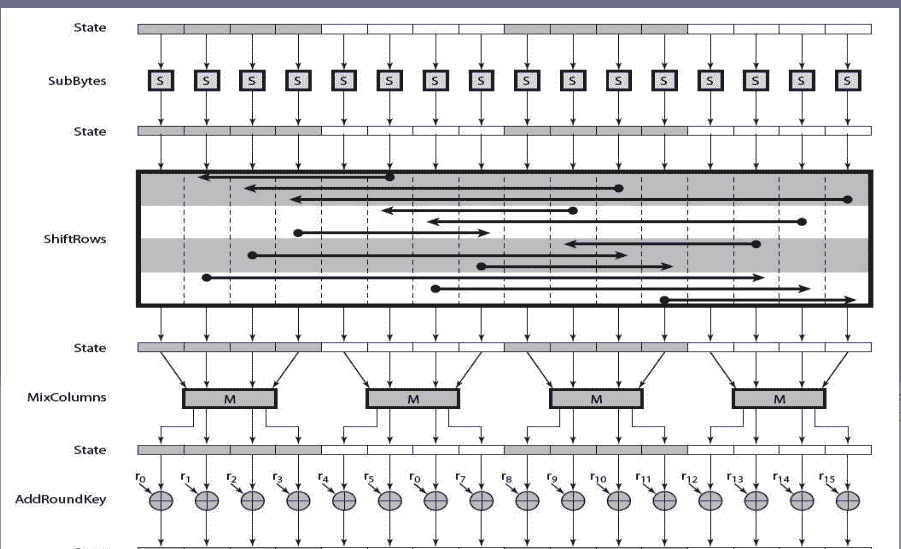 State
SubBytes S S S S S S S S S S S S S S S S
State
ShiftRows
State
MixColumns M M M M
State
r0 r1 r2 r3 r4 r5 r0 r7 r8 r9 r10 r11 r12 r13 r14 r15
AddRoundKey